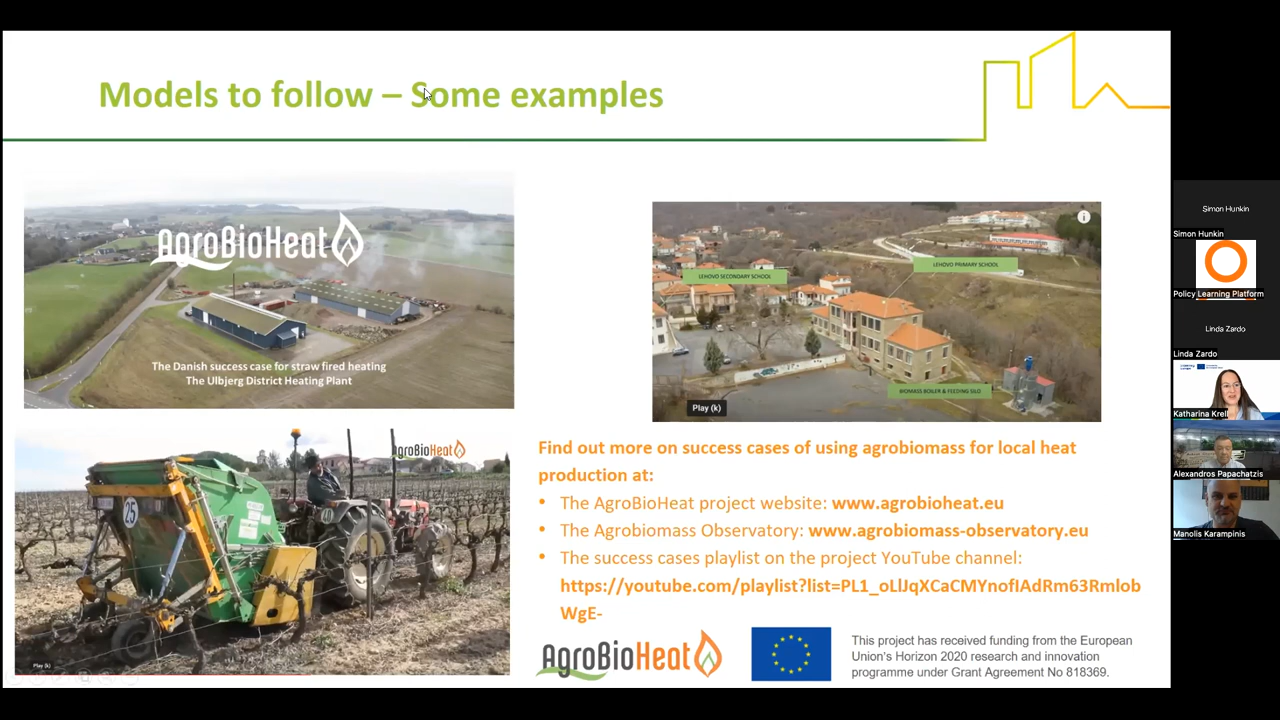 Models to follow – Some examples
AgroBioHeat
The Danish success case for straw fired heating
The Ulbjerg District Heating Plant
LEHOVO SECONDARY SCHOOL
LEHOVO PRIMARY SCHOOL
BIOMASS BOILER & FEEDING SILO
Play (k)
AgroBioHeat
25
Play (k)
Find out more on success cases of using agrobiomass for local heat
production at:
• The AgroBioHeat project website: www.agrobioheat.eu
• The Agrobiomass Observatory: www.agrobiomass-observatory.eu
• The success cases playlist on the project YouTube channel:
https://youtube.com/playlist?list=PL1_oLlJqXCaCMYnofIAdRm63Rmlob
WgE-
AgroBioHeat
This project has received funding from the European
Union's Horizon 2020 research and innovation
programme under Grant Agreement No 818369.
Simon Hunkin
Simon Hunkin
Policy Learning Platform
Linda Zardo
Linda Zardo
Katharina Krell
Alexandros Papachatzis
Manolis Karampinis